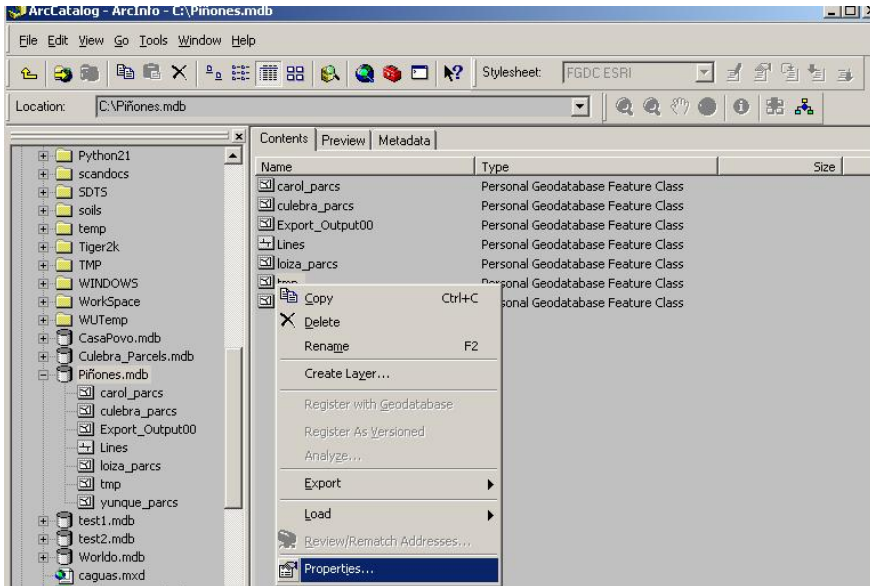 ArcCatalog - ArcInfo - C:\Piñones.mdb
File Edit View Go Tools Window Help
Stylesheet: FGDC ESRI
Location: C:\Piñones.mdb
Contents Preview Metadata
Name Type Size
Python21
scandocs
SDTS
soils
temp
Tiger2k
TMP
WINDOWS
WorkSpace
WUTemp
CasaPovo.mdb
Culebra_Parcels.mdb
Piñones.mdb
carol_parcs
culebra_parcs
Export_Output00
Lines
loiza_parcs
tmp
yunque_parcs
test1.mdb
test2.mdb
Worldo.mdb
caguas.mxd
carol_parcs Personal Geodatabase Feature Class
culebra_parcs Personal Geodatabase Feature Class
Export_Output00 Personal Geodatabase Feature Class
Lines Personal Geodatabase Feature Class
loiza_parcs Personal Geodatabase Feature Class
tmp Personal Geodatabase Feature Class
sonal Geodatabase Feature Class
Copy Ctrl+C
Delete
Rename F2
Create Layer...
Register with Geodatabase
Register As Versioned
Analyze...
Export
Load
Review/Rematch Addresses...
Properties...